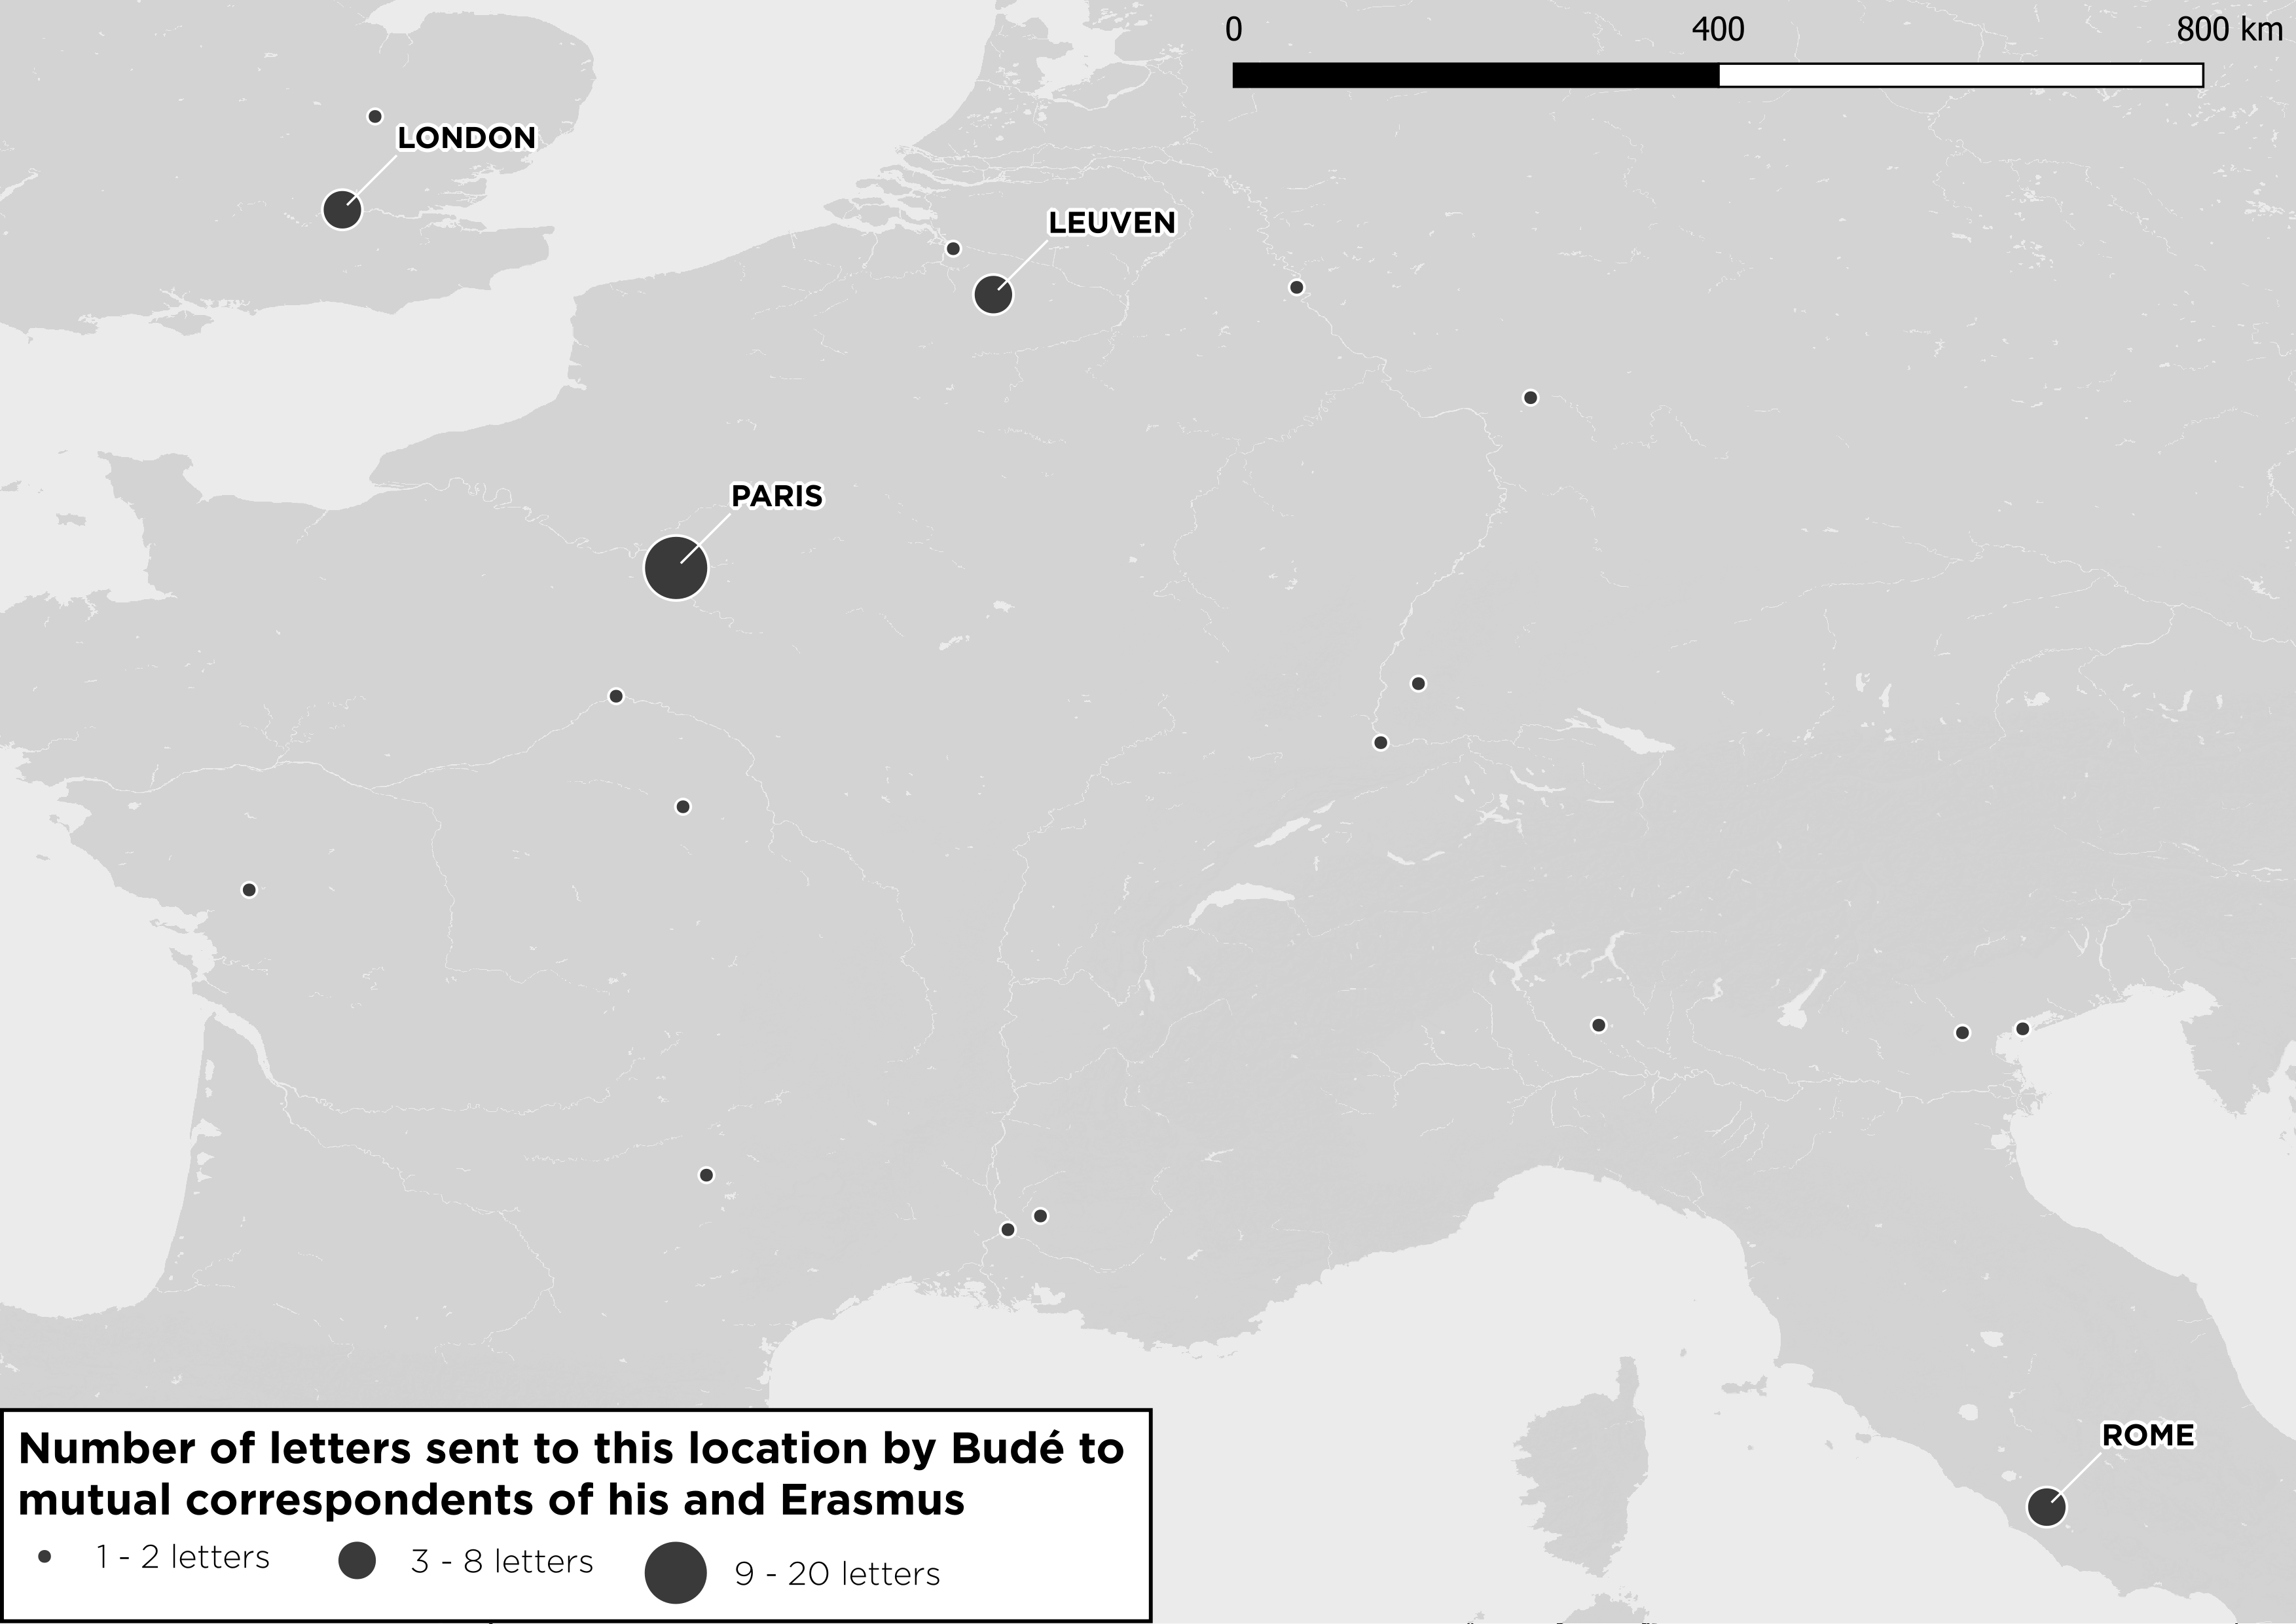 0 400 800 km
LONDON
LEUVEN
PARIS
ROME
Number of letters sent to this location by Budé to
mutual correspondents of his and Erasmus
1 - 2 letters 3 - 8 letters 9 - 20 letters